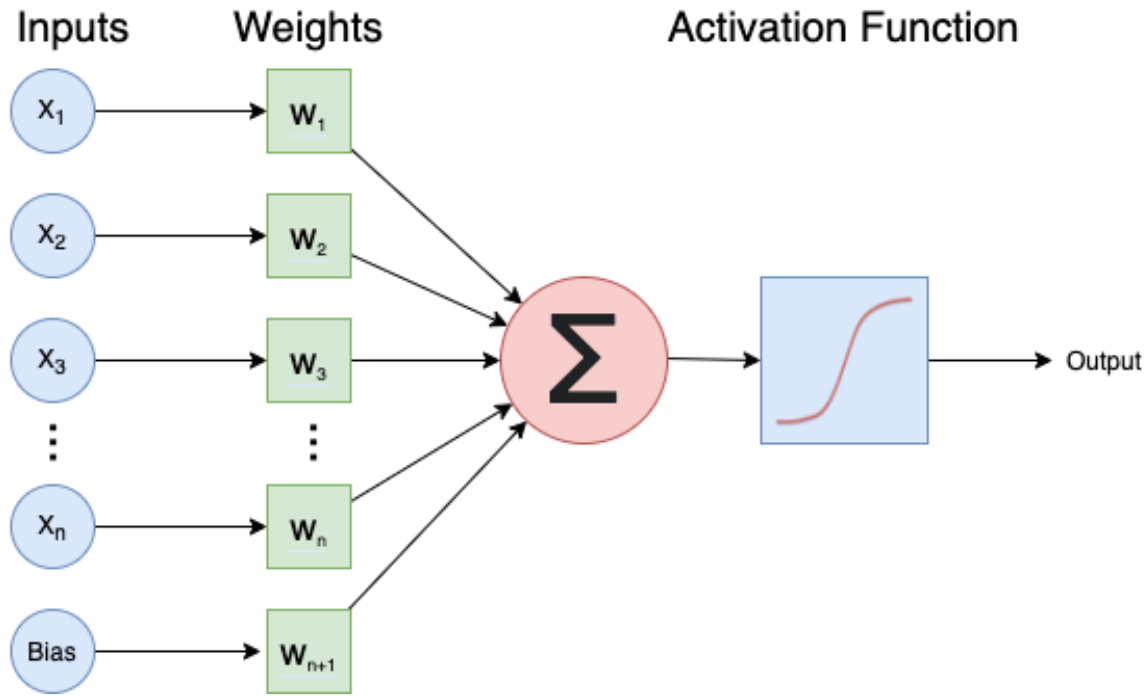 Inputs Weights Activation Function
X₁ W₁
X₂ W₂
X₃ W₃ Σ Output
⋮ ⋮
Xₙ Wₙ
Bias Wₙ₊₁